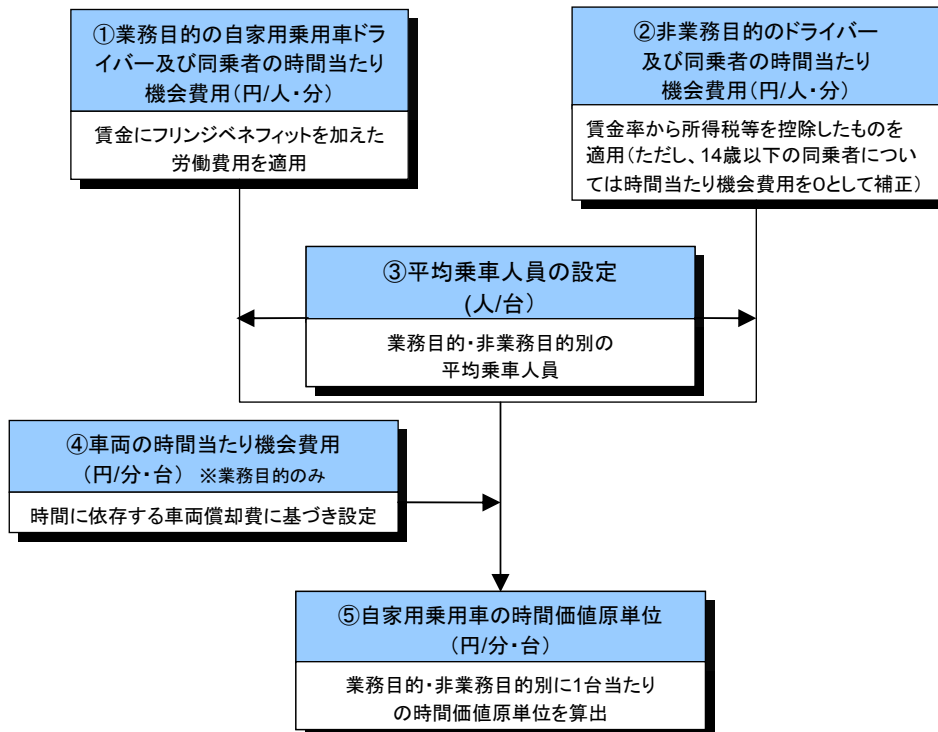 ①業務目的の自家用乗用車ドラ
イバー及び同乗者の時間当たり
機会費用(円/人・分)
賃金にフリンジベネフィットを加えた
労働費用を適用
②非業務目的のドライバー
及び同乗者の時間当たり
機会費用(円/人・分)
賃金率から所得税等を控除したものを
適用(ただし、14歳以下の同乗者につい
ては時間当たり機会費用を0として補正)
③平均乗車人員の設定
(人/台)
業務目的・非業務目的別の
平均乗車人員
④車両の時間当たり機会費用
(円/分・台) ※業務目的のみ
時間に依存する車両償却費に基づき設定
⑤自家用乗用車の時間価値原単位
(円/分・台)
業務目的・非業務目的別に1台当たり
の時間価値原単位を算出